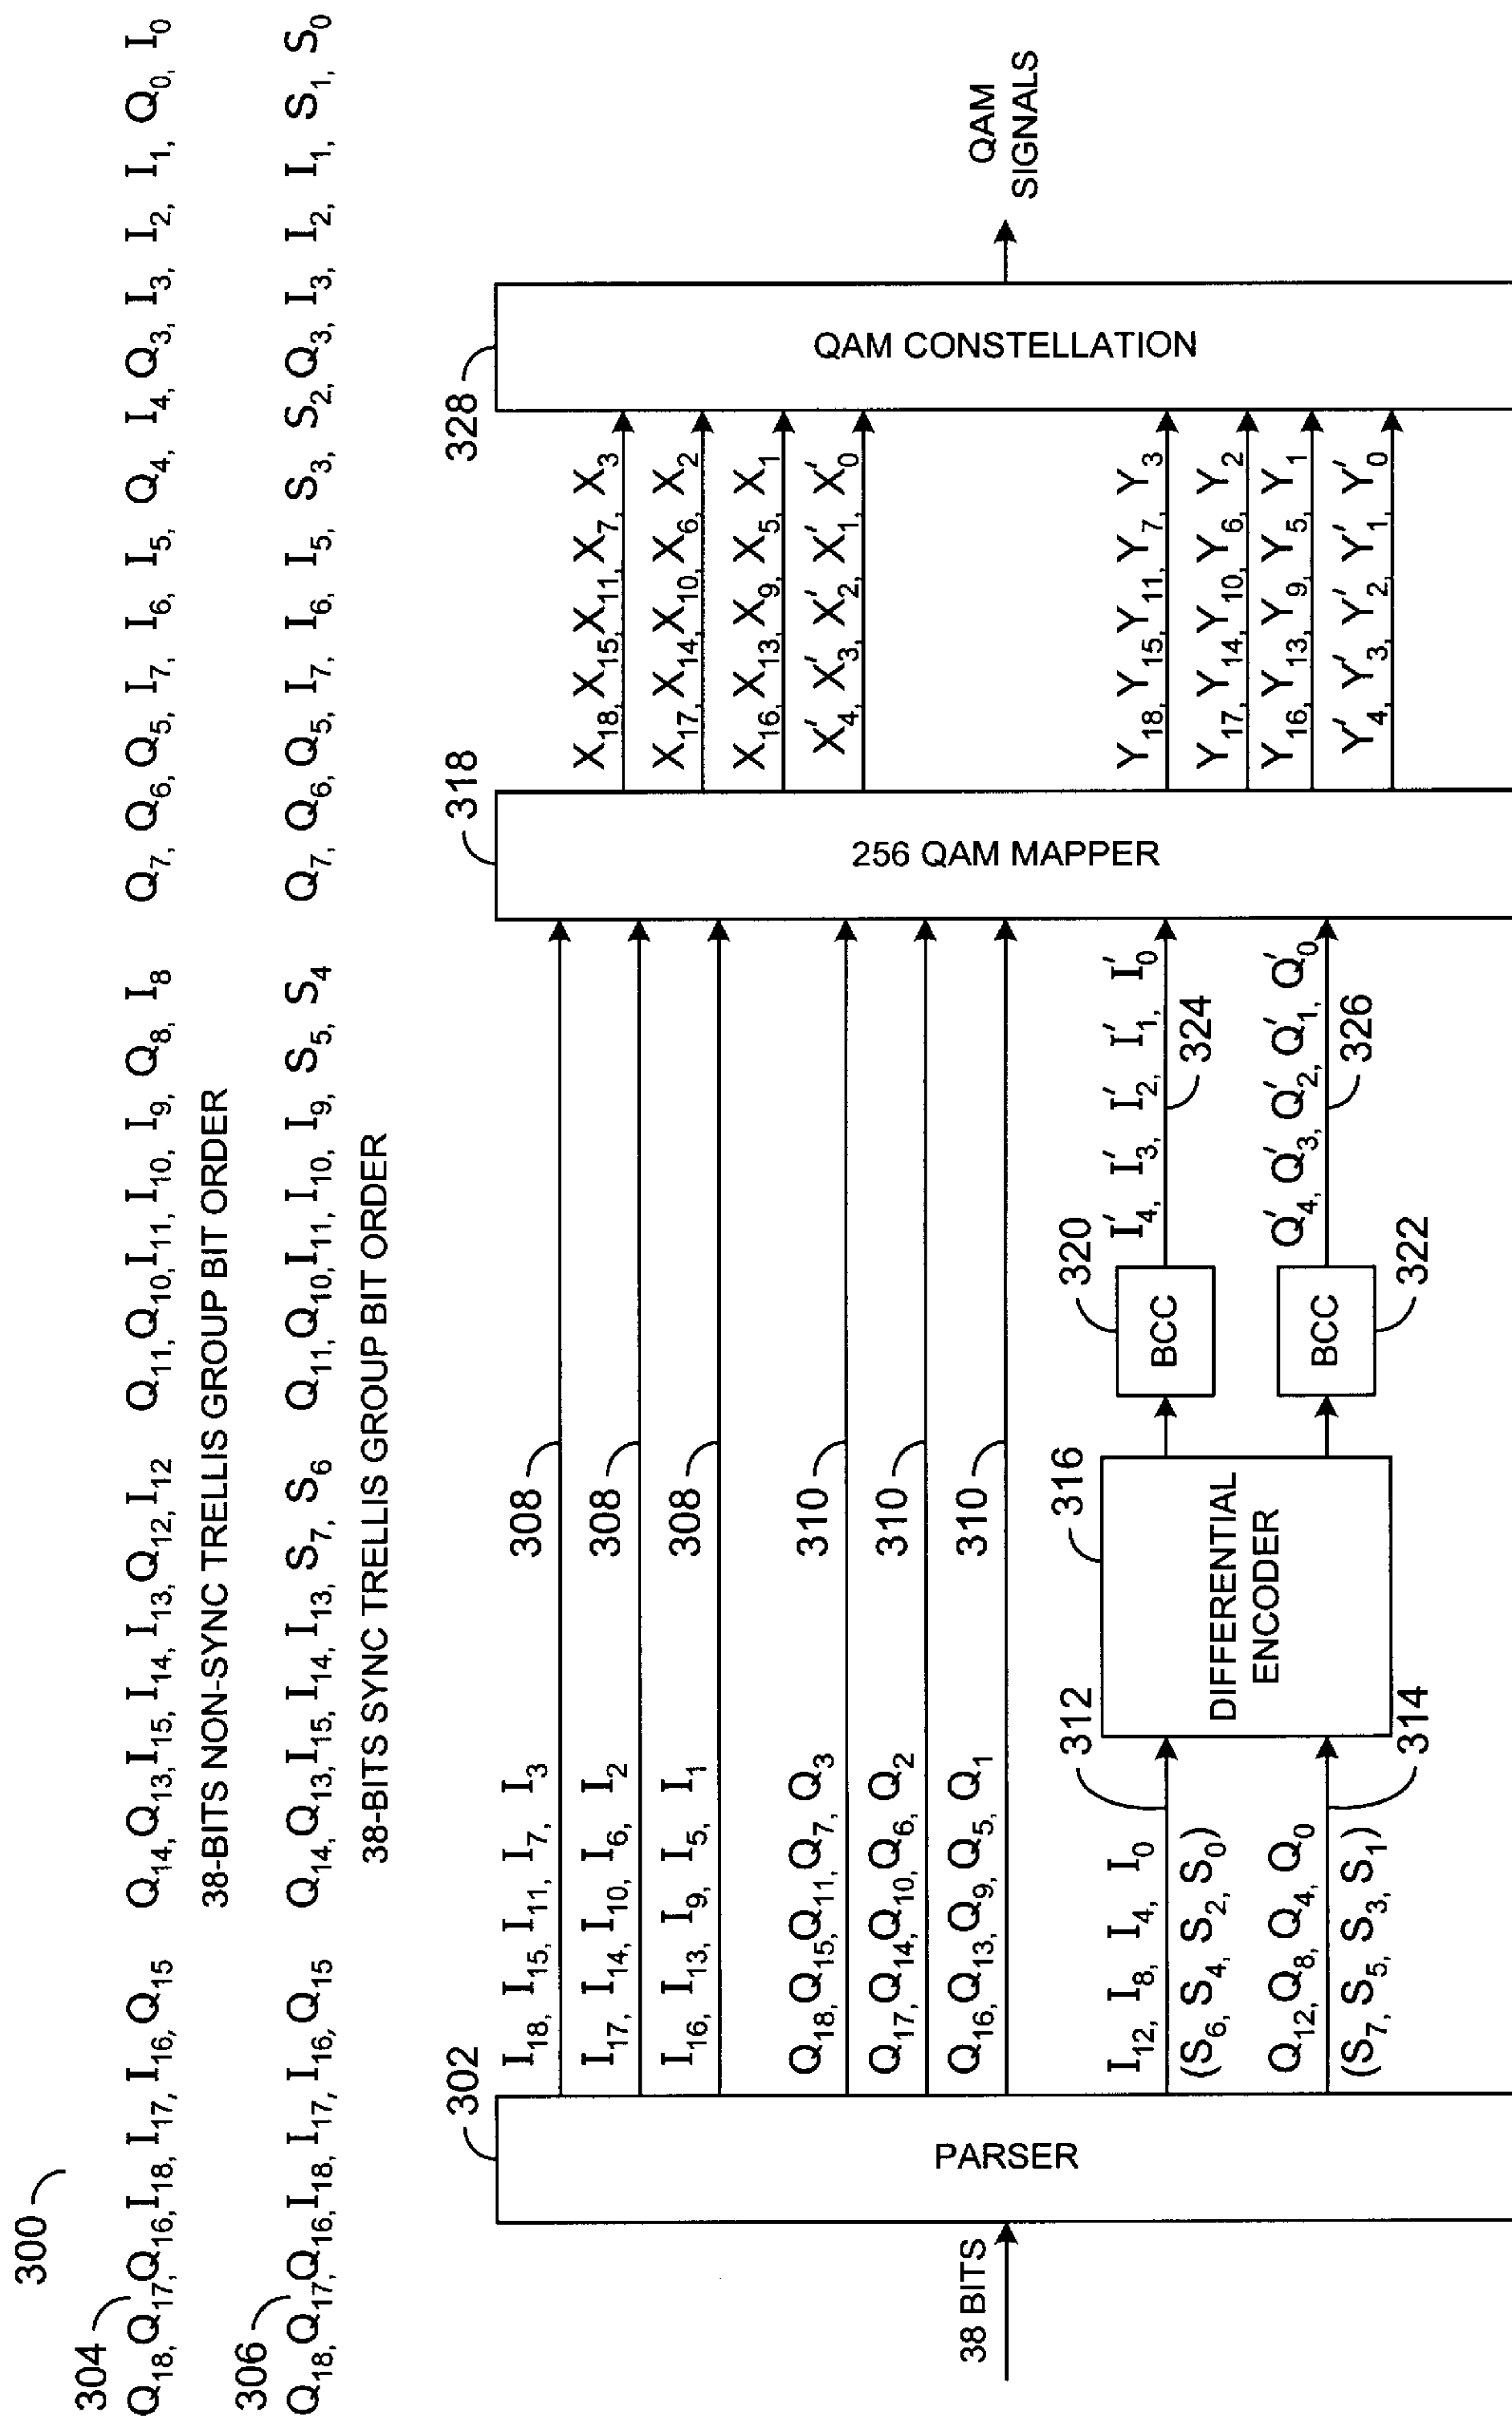 300
304
Q18, Q17, Q16, I18, I17, I16, Q15 Q14, Q13, I15, I14, I13, Q12, I12 Q11, Q10, I11, I10, I9, Q8, I8 Q7, Q6, Q5, I7, I6, I5, Q4, I4, Q3, I3, I2, I1, Q0, I0
38-BITS NON-SYNC TRELLIS GROUP BIT ORDER
306
Q18, Q17, Q16, I18, I17, I16, Q15 Q14, Q13, I15, I14, I13, S7, S6 Q11, Q10, I11, I10, I9, S5, S4 Q7, Q6, Q5, I7, I6, I5, S3, S2, Q3, I3, I2, I1, S1, S0
38-BITS SYNC TRELLIS GROUP BIT ORDER
38 BITS
302
PARSER
I18, I15, I11, I7, I3
308
I17, I14, I10, I6, I2
308
I16, I13, I9, I5, I1
308
Q18, Q15, Q11, Q7, Q3
310
Q17, Q14, Q10, Q6, Q2
310
Q16, Q13, Q9, Q5, Q1
310
I12, I8, I4, I0
(S6, S4, S2, S0)
312
Q12, Q8, Q4, Q0
(S7, S5, S3, S1)
314
316
DIFFERENTIAL
ENCODER
320
BCC
I'4, I'3, I'2, I'1, I'0
324
BCC
322
Q'4, Q'3, Q'2, Q'1, Q'0
326
318
256 QAM MAPPER
X18, X15, X11, X7, X3
X17, X14, X10, X6, X2
X16, X13, X9, X5, X1
X'4, X'3, X'2, X'1, X'0
Y18, Y15, Y11, Y7, Y3
Y17, Y14, Y10, Y6, Y2
Y16, Y13, Y9, Y5, Y1
Y'4, Y'3, Y'2, Y'1, Y'0
328
QAM CONSTELLATION
QAM
SIGNALS